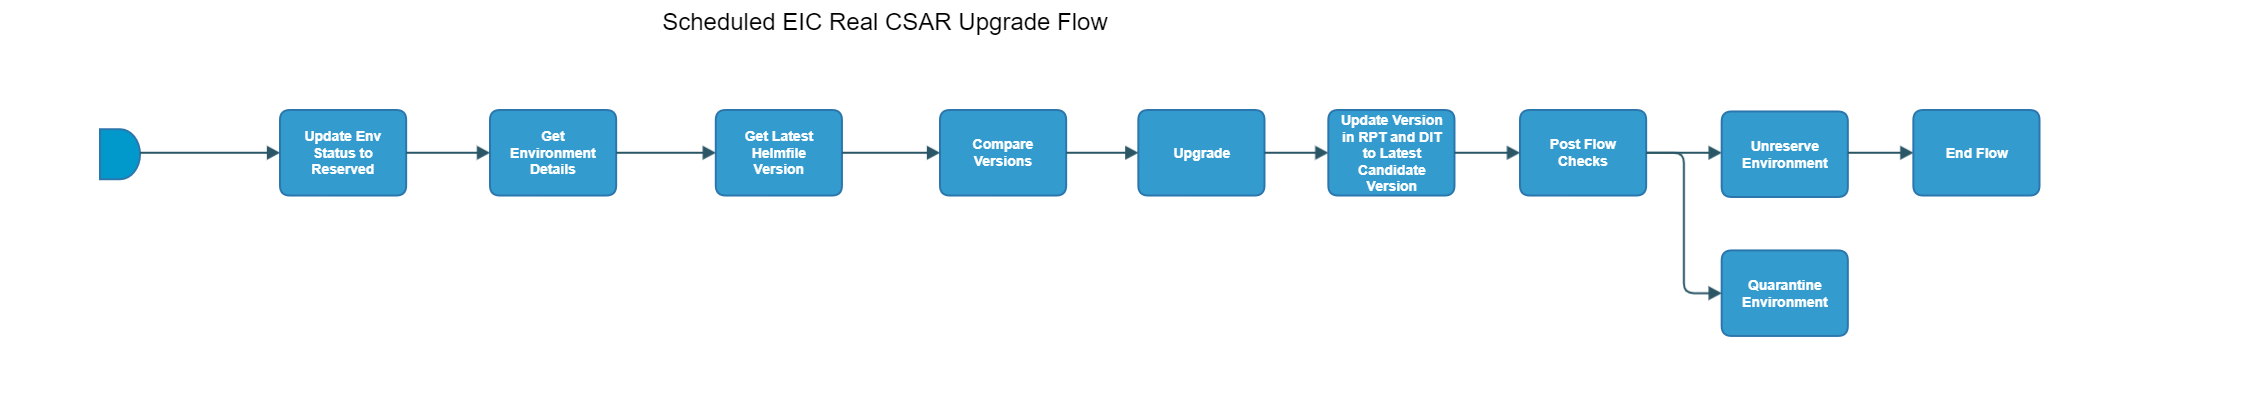 Scheduled EIC Real CSAR Upgrade Flow
Update Env
Status to
Reserved
Get
Environment
Details
Get Latest
Helmfile
Version
Compare
Versions
Upgrade
Update Version
in RPT and DIT
to Latest
Candidate
Version
Post Flow
Checks
Unreserve
Environment
End Flow
Quarantine
Environment